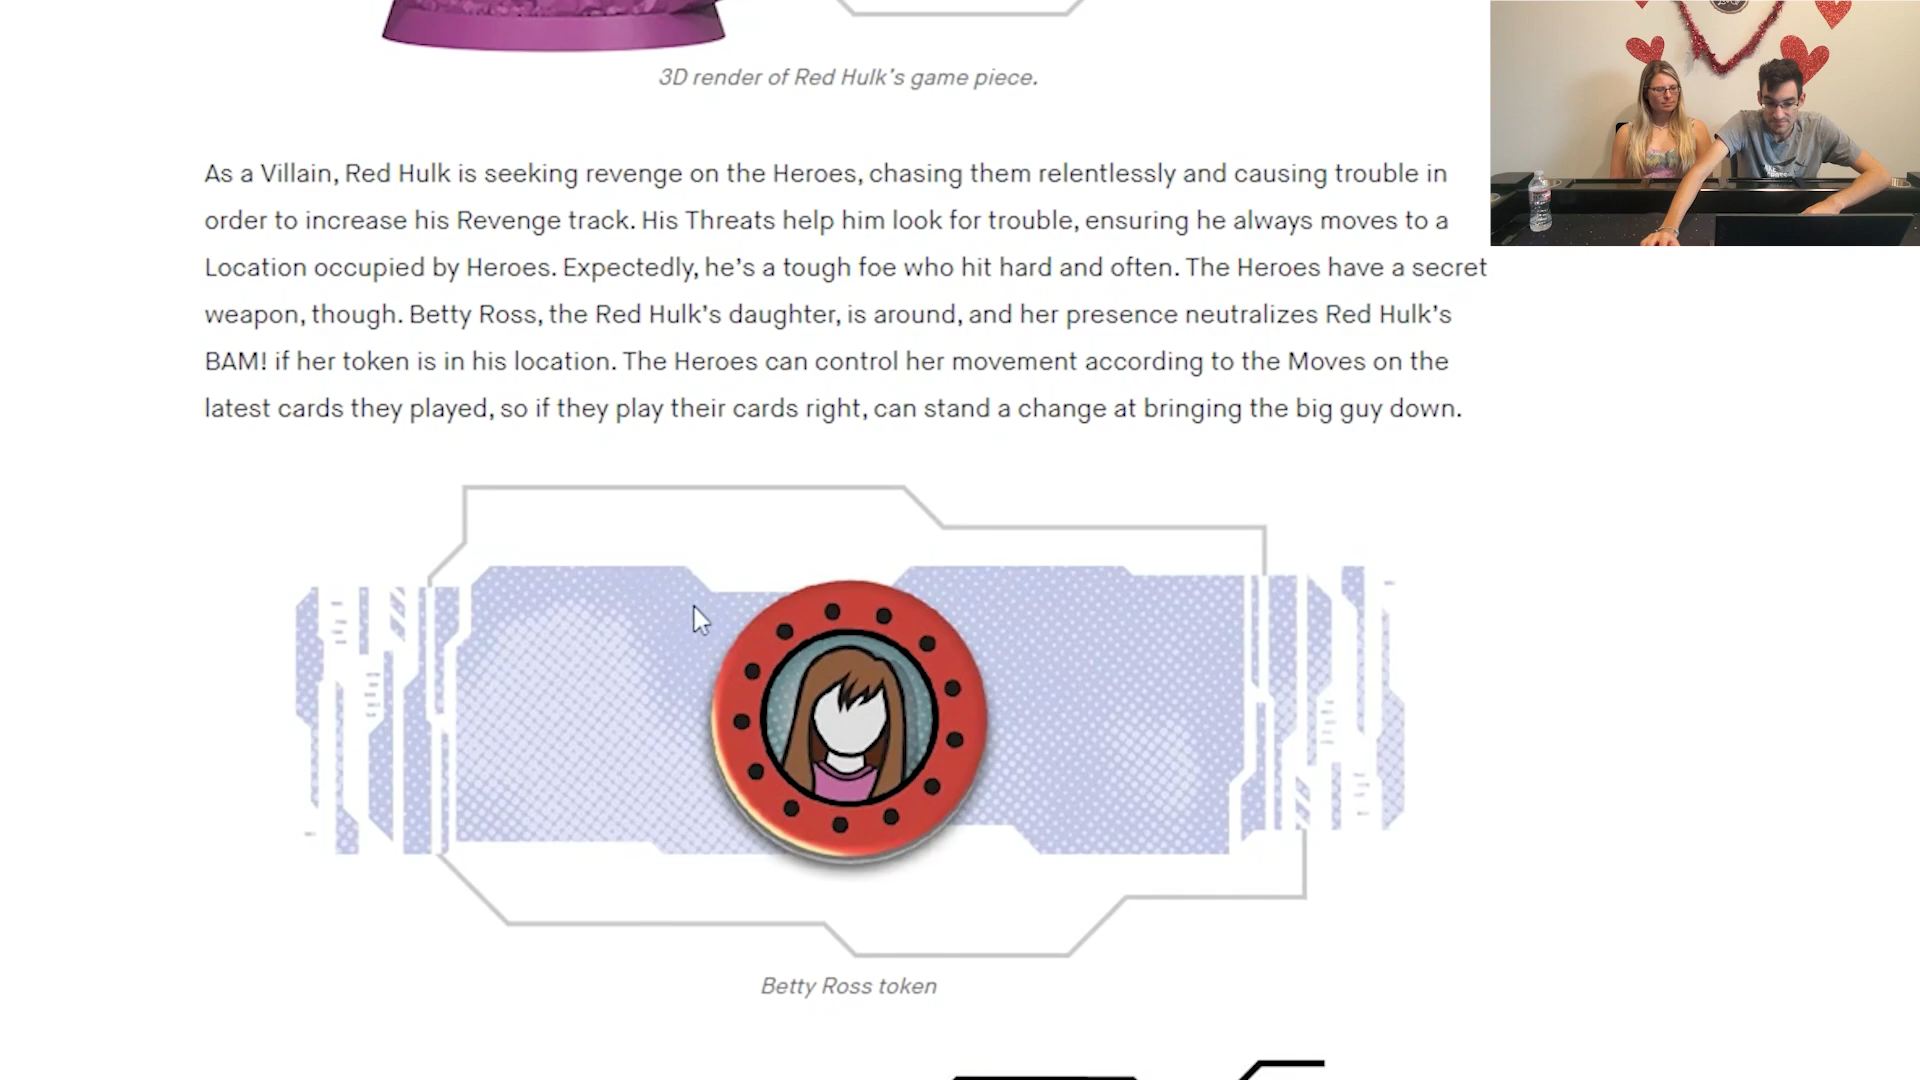 3D render of Red Hulk's game piece.
As a Villain, Red Hulk is seeking revenge on the Heroes, chasing them relentlessly and causing trouble in
order to increase his Revenge track. His Threats help him look for trouble, ensuring he always moves to a
Location occupied by Heroes. Expectedly, he's a tough foe who hit hard and often. The Heroes have a secret
weapon, though. Betty Ross, the Red Hulk's daughter, is around, and her presence neutralizes Red Hulk's
BAM! if her token is in his location. The Heroes can control her movement according to the Moves on the
latest cards they played, so if they play their cards right, can stand a change at bringing the big guy down.
Betty Ross token